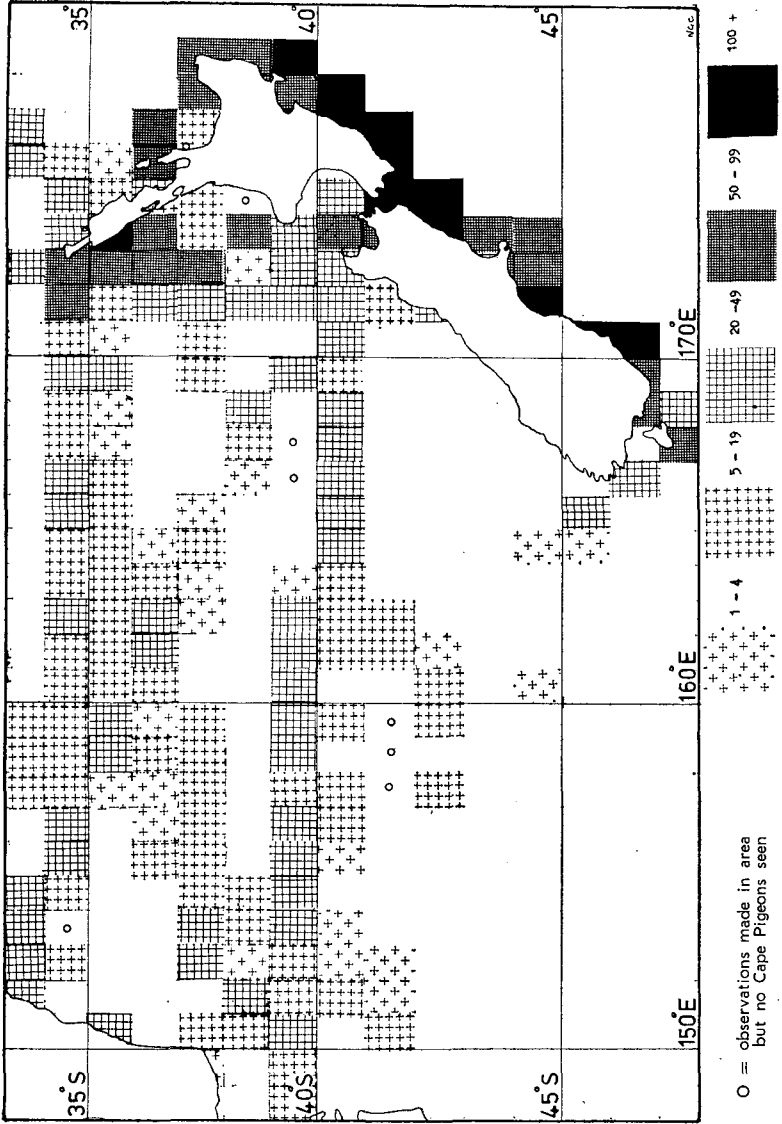 35°S 35°
40°S 40°
45°S 45°
150°E 160°E 170°E
1 - 4 5 - 19 20 -49 50 - 99 100 +
O = observations made in area
but no Cape Pigeons seen